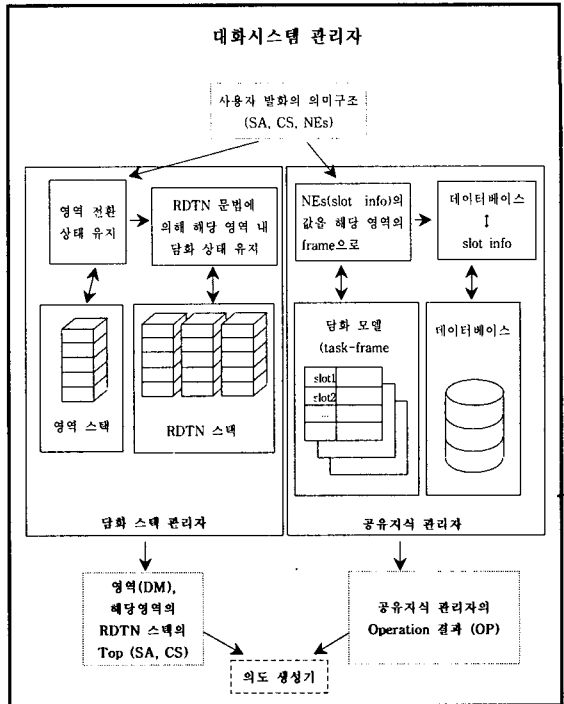 대화시스템 관리자
사용자 발화의 의미구조
(SA, CS, NEs)
영역 전환
상태 유지
RDTN 문법에
의해 해당 영역 내
담화 상태 유지
영역 스택
RDTN 스택
담화 스택 관리자
NEs(slot info)의
값을 해당 영역의
frame으로
데이터베이스
slot info
담화 모델
(task-frame
slot1
slot2
...
데이터베이스
공유지식 관리자
영역(DM),
해당영역의
RDTN 스택의
Top (SA, CS)
공유지식 관리자의
Operation 결과 (OP)
의도 생성기